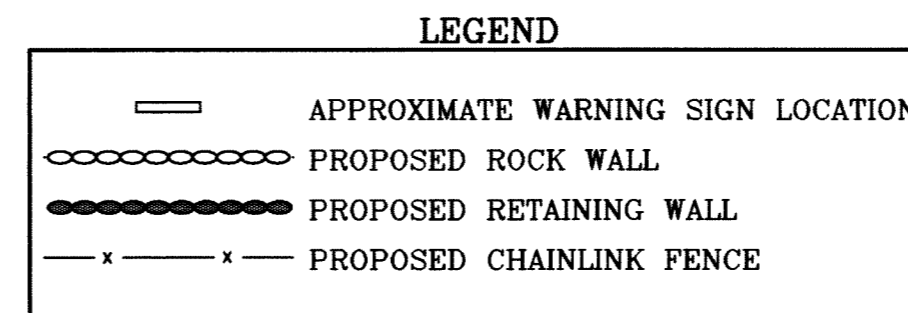 LEGEND
APPROXIMATE WARNING SIGN LOCATION
PROPOSED ROCK WALL
PROPOSED RETAINING WALL
x x PROPOSED CHAINLINK FENCE